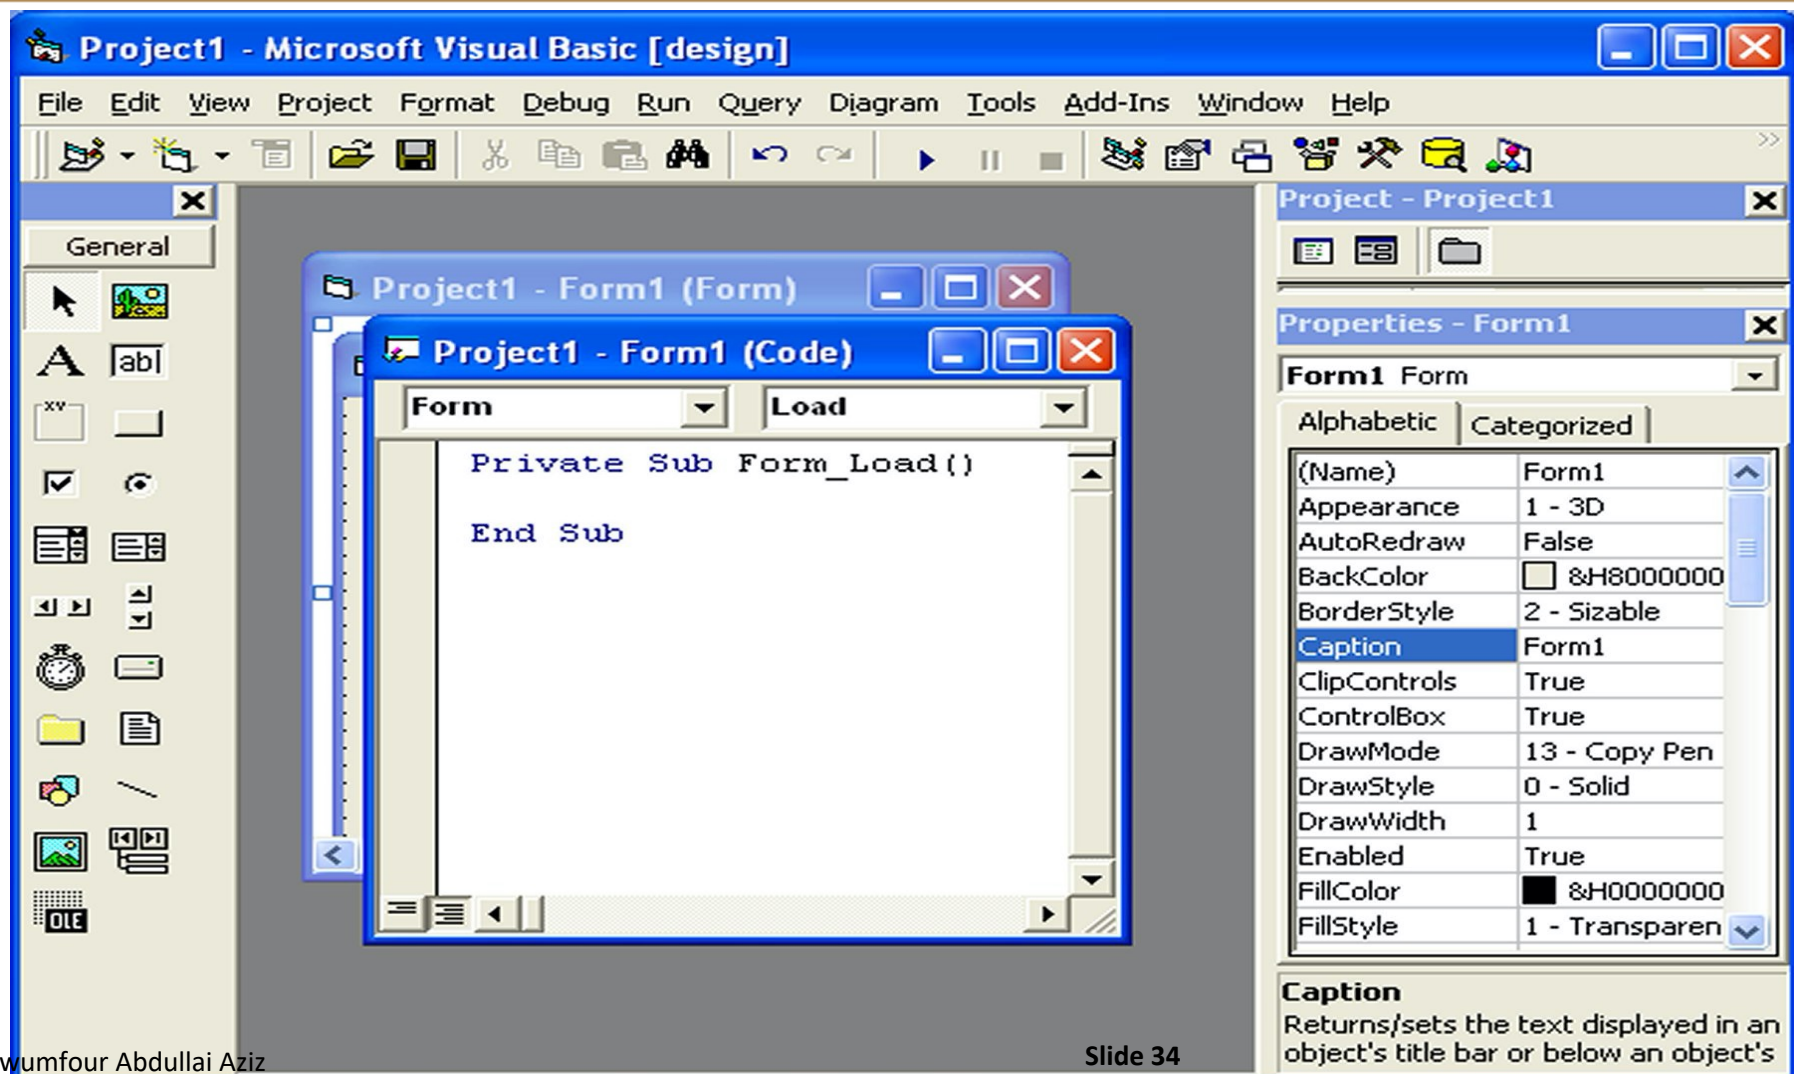 Project1 - Microsoft Visual Basic [design]
File Edit View Project Format Debug Run Query Diagram Tools Add-Ins Window Help
General
A
abl
XV
OLE
Project1 - Form1 (Form)
Project1 - Form1 (Code)
Form Load
Private Sub Form_Load()
End Sub
Project - Project1
Properties - Form1
Form1 Form
Alphabetic Categorized
(Name) Form1
Appearance 1 - 3D
AutoRedraw False
BackColor &H8000000
BorderStyle 2 - Sizable
Caption Form1
ClipControls True
ControlBox True
DrawMode 13 - Copy Pen
DrawStyle 0 - Solid
DrawWidth 1
Enabled True
FillColor &H0000000
FillStyle 1 - Transparen
Caption
Returns/sets the text displayed in an
object's title bar or below an object's
wumfour Abdullai Aziz
Slide 34